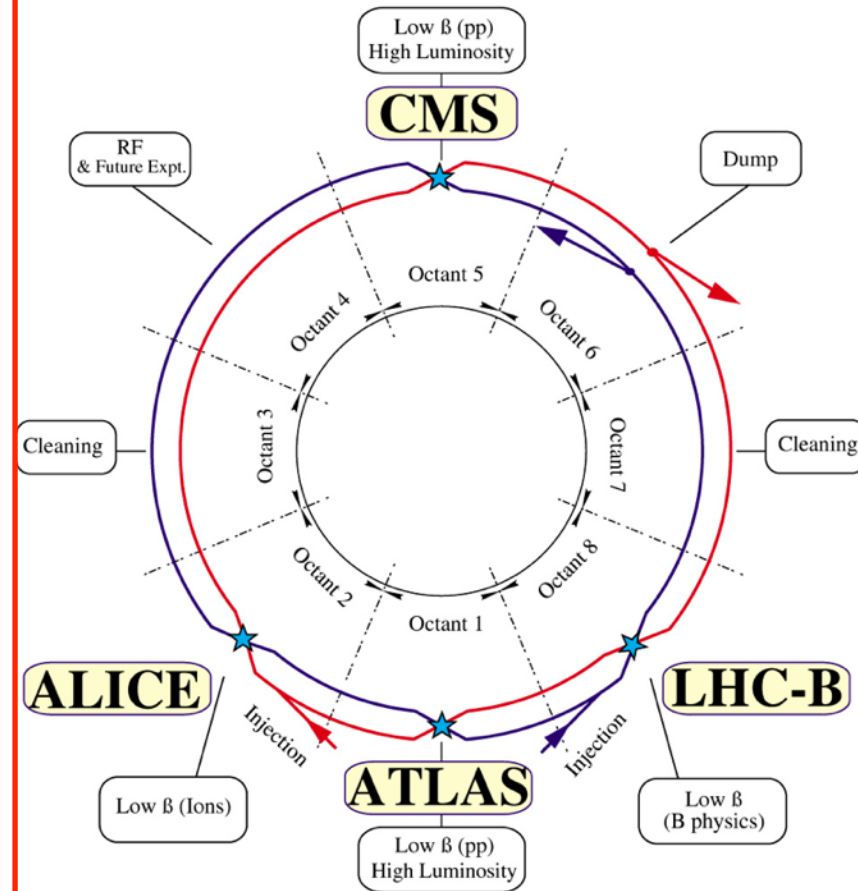 Low ß (pp)
High Luminosity
CMS
RF
& Future Expt.
Dump
Octant 5
Octant 4
Octant 6
Cleaning
Octant 3
Octant 7
Cleaning
Octant 2
Octant 8
Octant 1
ALICE
LHC-B
Injection
Injection
ATLAS
Low ß (Ions)
Low ß
(B physics)
Low ß (pp)
High Luminosity